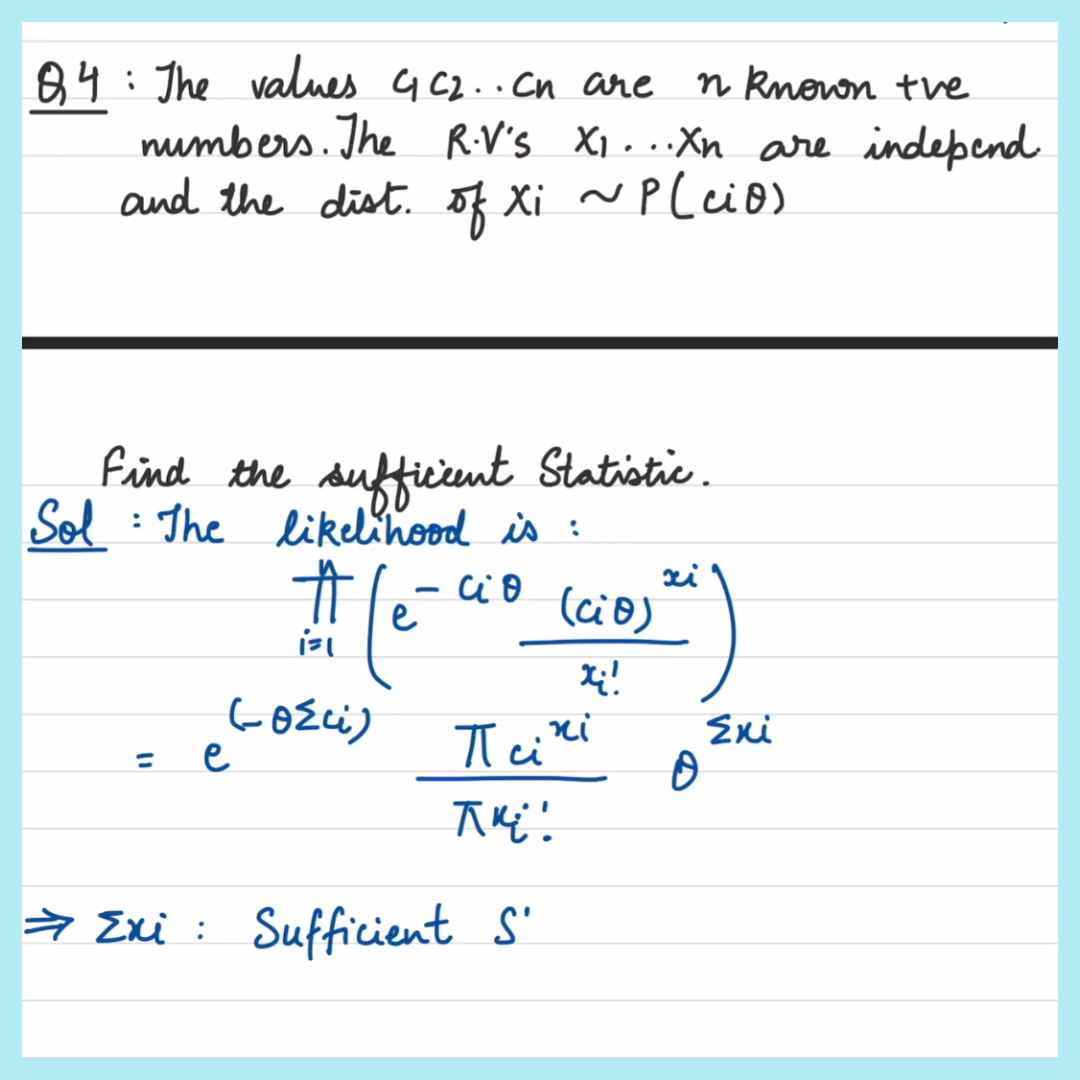 Q4 : The values C1 C2 .. Cn are n known +ve
numbers. The R.V's X1 ... Xn are independ
and the dist. of Xi ~ P(ciθ)
Find the sufficient Statistic.
Sol : The likelihood is :
n
∏ (e^(-ciθ) (ciθ)^xi / xi!)
i=1
= e^(-θΣci) πci^xi / πxi! θ^Σxi
⇒ Σxi : Sufficient S'